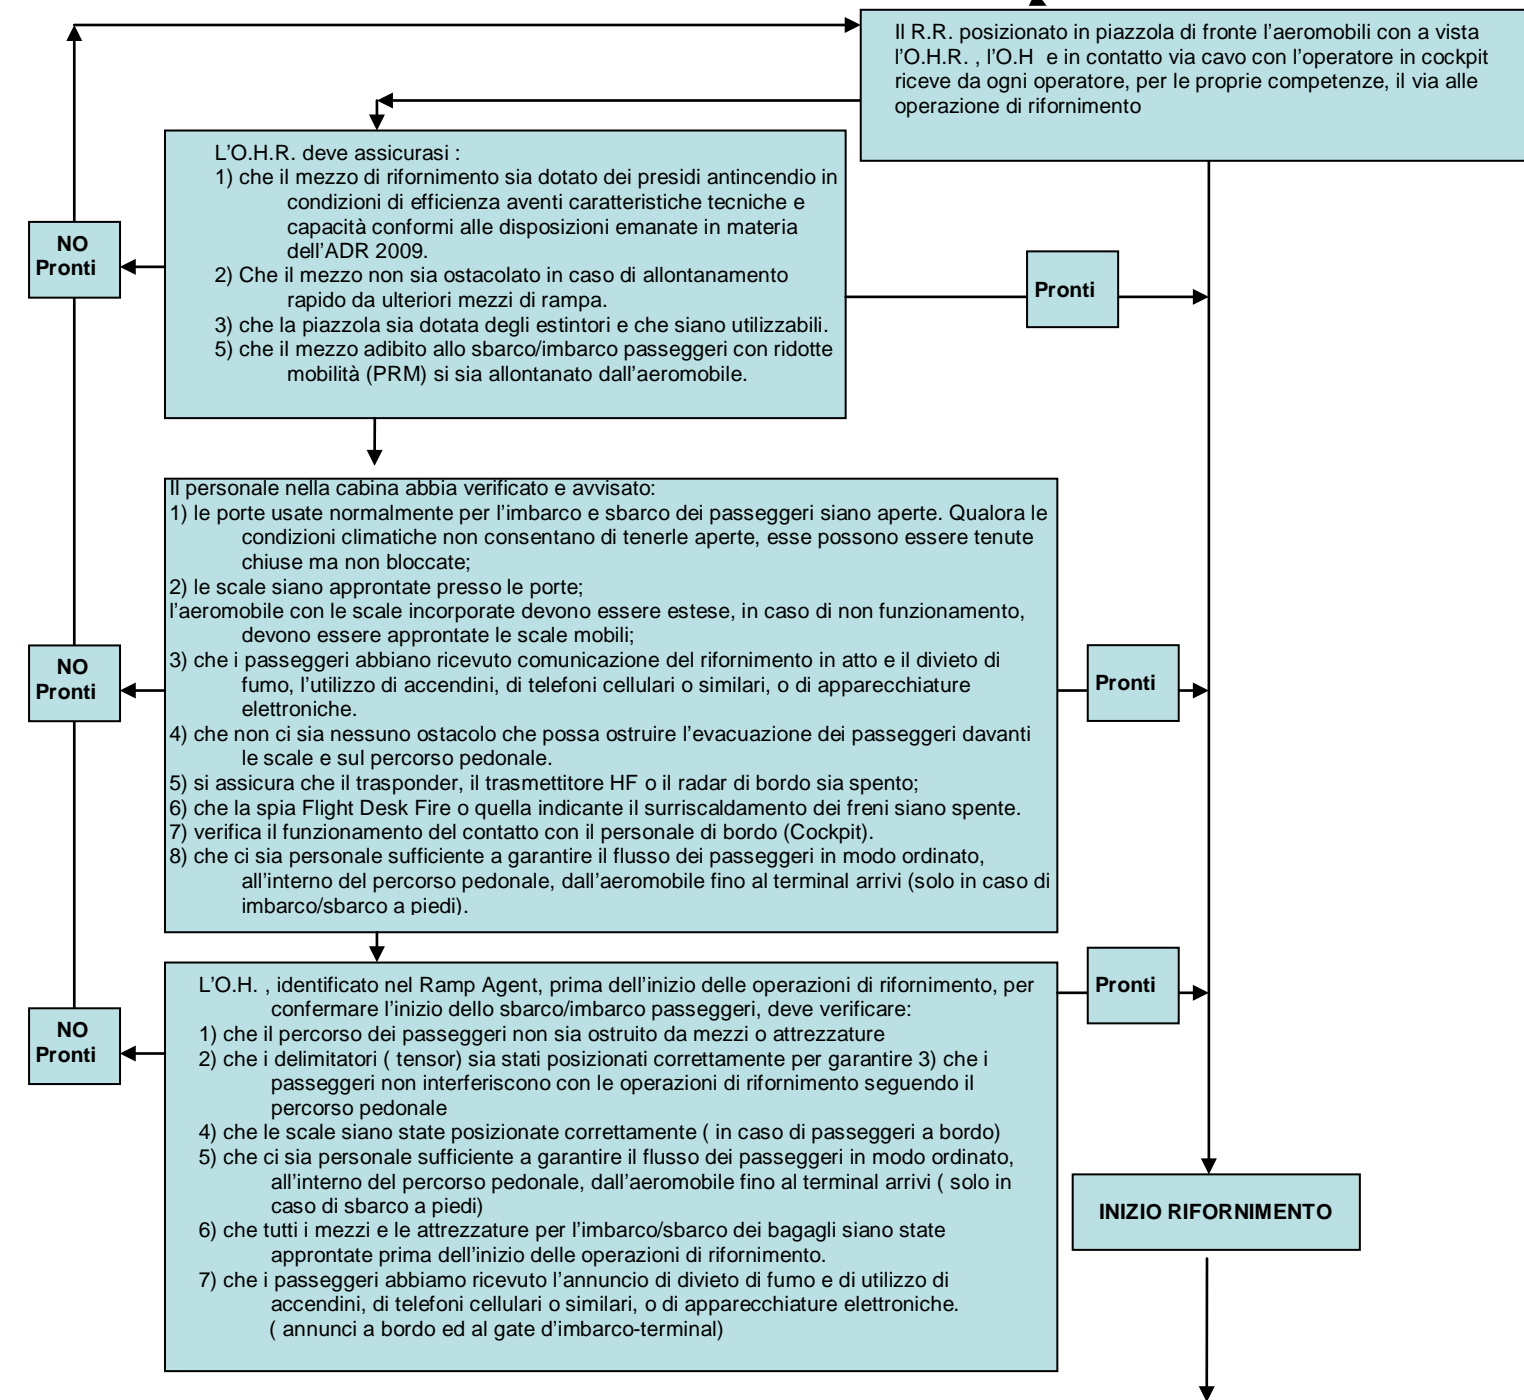 Il R.R. posizionato in piazzola di fronte l'aeromobili con a vista
l'O.H.R. , l'O.H e in contatto via cavo con l'operatore in cockpit
riceve da ogni operatore, per le proprie competenze, il via alle
operazione di rifornimento
L'O.H.R. deve assicurasi :
1) che il mezzo di rifornimento sia dotato dei presidi antincendio in
condizioni di efficienza aventi caratteristiche tecniche e
capacità conformi alle disposizioni emanate in materia
dell'ADR 2009.
2) Che il mezzo non sia ostacolato in caso di allontanamento
rapido da ulteriori mezzi di rampa.
3) che la piazzola sia dotata degli estintori e che siano utilizzabili.
5) che il mezzo adibito allo sbarco/imbarco passeggeri con ridotte
mobilità (PRM) si sia allontanato dall'aeromobile.
NO
Pronti
Pronti
Il personale nella cabina abbia verificato e avvisato:
1) le porte usate normalmente per l'imbarco e sbarco dei passeggeri siano aperte. Qualora le
condizioni climatiche non consentano di tenerle aperte, esse possono essere tenute
chiuse ma non bloccate;
2) le scale siano approntate presso le porte;
l'aeromobile con le scale incorporate devono essere estese, in caso di non funzionamento,
devono essere approntate le scale mobili;
3) che i passeggeri abbiano ricevuto comunicazione del rifornimento in atto e il divieto di
fumo, l'utilizzo di accendini, di telefoni cellulari o similari, o di apparecchiature
elettroniche.
4) che non ci sia nessuno ostacolo che possa ostruire l'evacuazione dei passeggeri davanti
le scale e sul percorso pedonale.
5) si assicura che il trasponder, il trasmettitore HF o il radar di bordo sia spento;
6) che la spia Flight Desk Fire o quella indicante il surriscaldamento dei freni siano spente.
7) verifica il funzionamento del contatto con il personale di bordo (Cockpit).
8) che ci sia personale sufficiente a garantire il flusso dei passeggeri in modo ordinato,
all'interno del percorso pedonale, dall'aeromobile fino al terminal arrivi (solo in caso di
imbarco/sbarco a piedi).
NO
Pronti
Pronti
L'O.H. , identificato nel Ramp Agent, prima dell'inizio delle operazioni di rifornimento, per
confermare l'inizio dello sbarco/imbarco passeggeri, deve verificare:
1) che il percorso dei passeggeri non sia ostruito da mezzi o attrezzature
2) che i delimitatori ( tensor) sia stati posizionati correttamente per garantire 3) che i
passeggeri non interferiscono con le operazioni di rifornimento seguendo il
percorso pedonale
4) che le scale siano state posizionate correttamente ( in caso di passeggeri a bordo)
5) che ci sia personale sufficiente a garantire il flusso dei passeggeri in modo ordinato,
all'interno del percorso pedonale, dall'aeromobile fino al terminal arrivi ( solo in
caso di sbarco a piedi)
6) che tutti i mezzi e le attrezzature per l'imbarco/sbarco dei bagagli siano state
approntate prima dell'inizio delle operazioni di rifornimento.
7) che i passeggeri abbiamo ricevuto l'annuncio di divieto di fumo e di utilizzo di
accendini, di telefoni cellulari o similari, o di apparecchiature elettroniche.
( annunci a bordo ed al gate d'imbarco-terminal)
NO
Pronti
Pronti
INIZIO RIFORNIMENTO